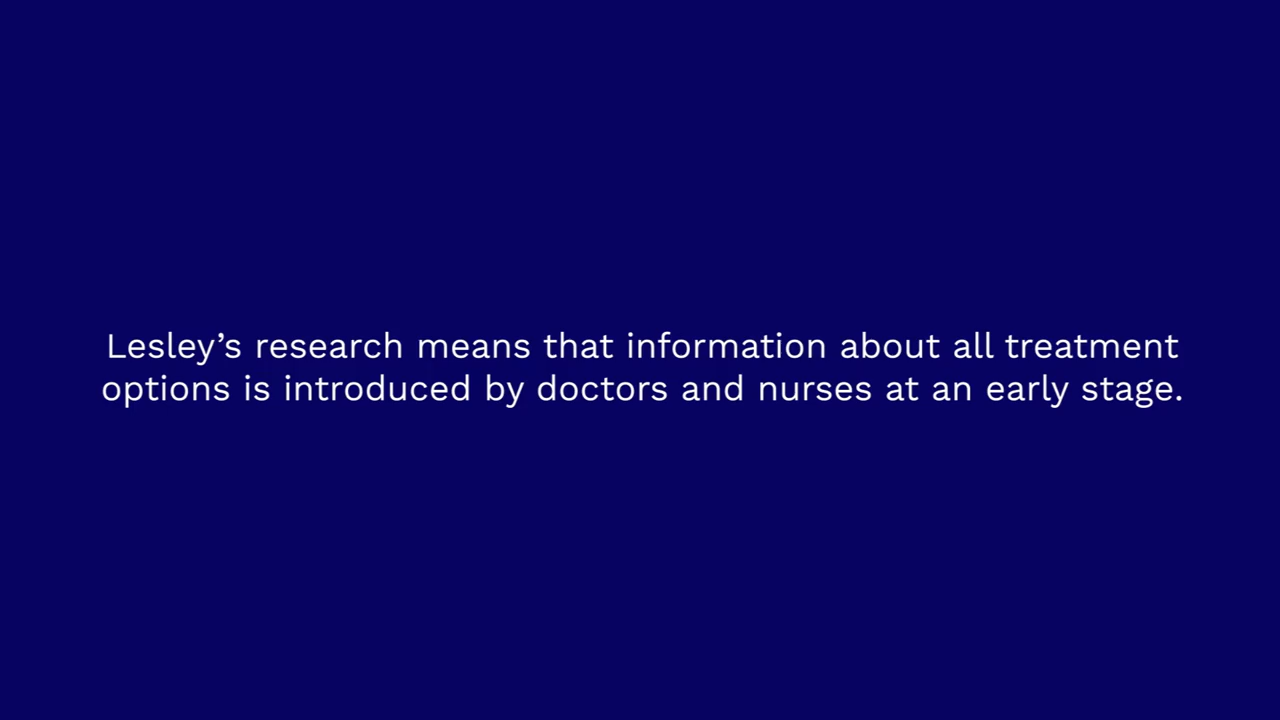 Lesley’s research means that information about all treatment
options is introduced by doctors and nurses at an early stage.